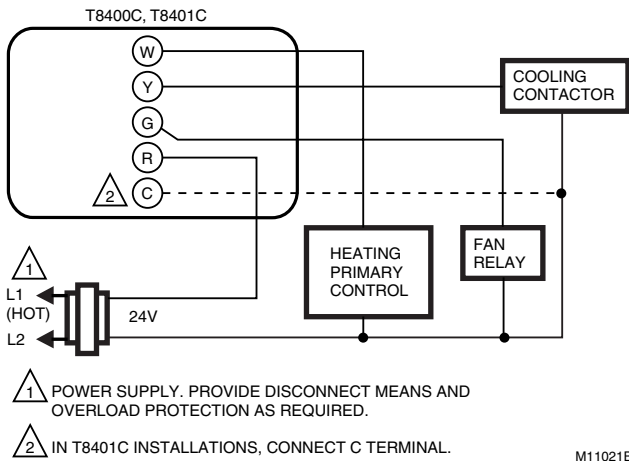 T8400C, T8401C
W
Y
G
R
2 C
COOLING
CONTACTOR
HEATING
PRIMARY
CONTROL
FAN
RELAY
1
L1
(HOT)
24V
L2
1 POWER SUPPLY. PROVIDE DISCONNECT MEANS AND
OVERLOAD PROTECTION AS REQUIRED.
2 IN T8401C INSTALLATIONS, CONNECT C TERMINAL.
M11021B